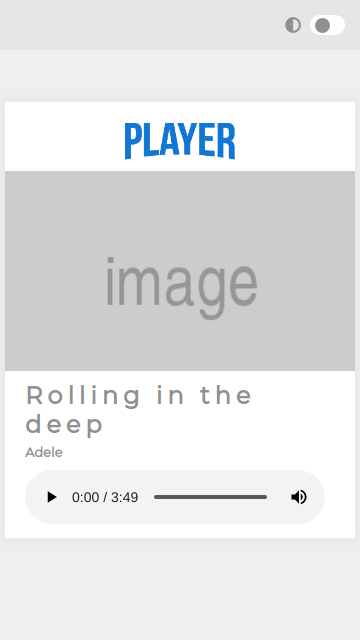 PLAYER
image
Rolling in the
deep
Adele
0:00 / 3:49